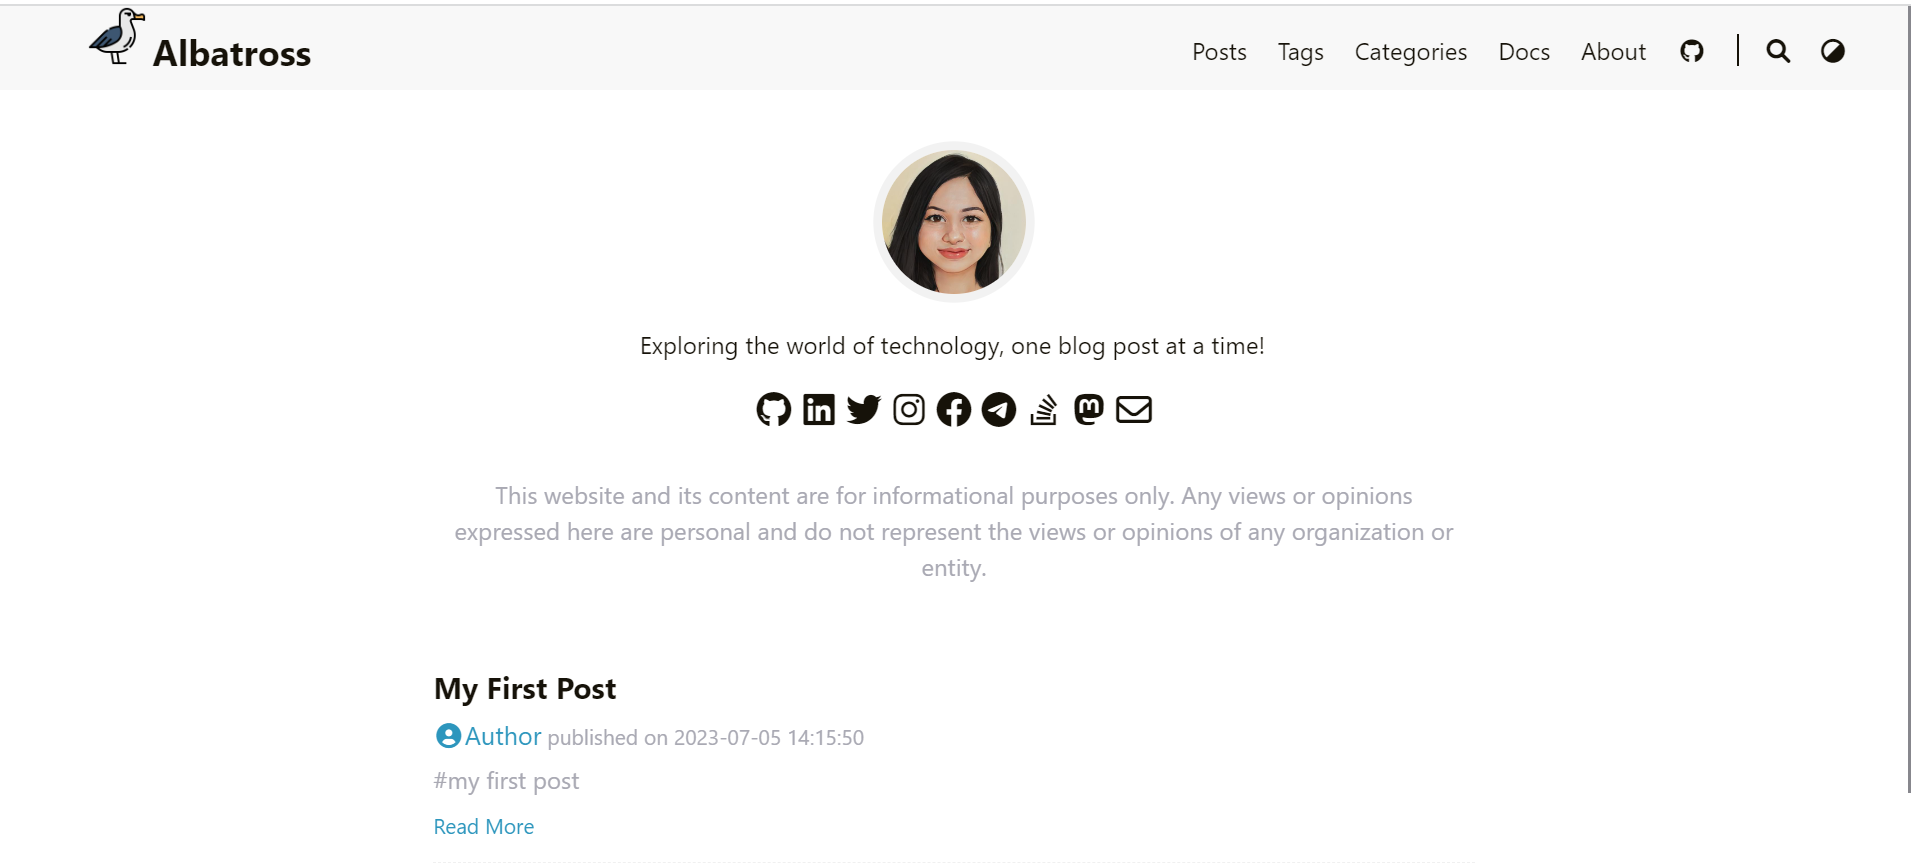 Albatross
Posts Tags Categories Docs About
Exploring the world of technology, one blog post at a time!
This website and its content are for informational purposes only. Any views or opinions
expressed here are personal and do not represent the views or opinions of any organization or
entity.
My First Post
Author published on 2023-07-05 14:15:50
#my first post
Read More